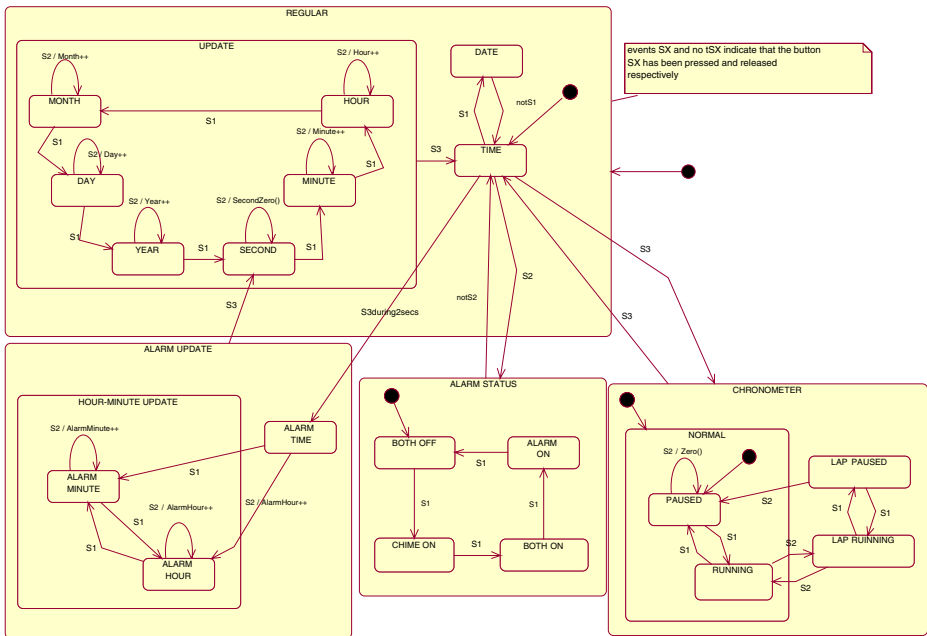 REGULAR
UPDATE
S2 / Month++
MONTH
S2 / Hour++
HOUR
S1
S1
S2 / Day++
DAY
S2 / Minute++
MINUTE
S1
S1
S2 / Year++
YEAR
S1
S2 / SecondZero()
SECOND
S1
DATE
S1
notS1
TIME
S3
events SX and no tSX indicate that the button
SX has been pressed and released
respectively
S3
S2
notS2
S3during2secs
S3
S3
ALARM UPDATE
HOUR-MINUTE UPDATE
S2 / AlarmMinute++
ALARM
MINUTE
ALARM
TIME
S1
S2 / AlarmHour++
S1
S2 / AlarmHour++
S1
ALARM
HOUR
ALARM STATUS
BOTH OFF
ALARM
ON
S1
S1
S1
CHIME ON
S1
BOTH ON
CHRONOMETER
NORMAL
S2 / Zero()
PAUSED
LAP PAUSED
S2
S1
S1
S1
S1
S2
LAP RUINNING
RUNNING
S2